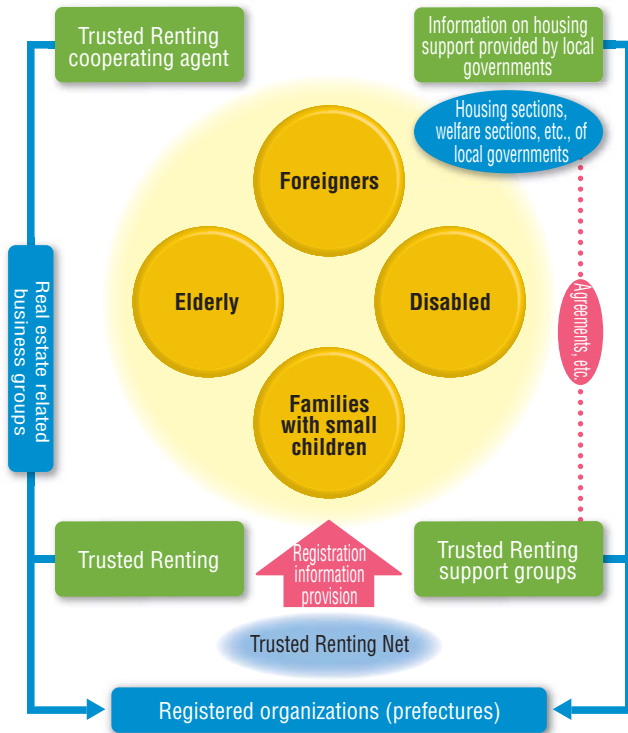 Trusted Renting
cooperating agent
Information on housing
support provided by local
governments
Housing sections,
welfare sections, etc., of
local governments
Foreigners
Elderly
Disabled
Families
with small
children
Real estate related
business groups
Agreements, etc.
Trusted Renting
Registration
information
provision
Trusted Renting
support groups
Trusted Renting Net
Registered organizations (prefectures)